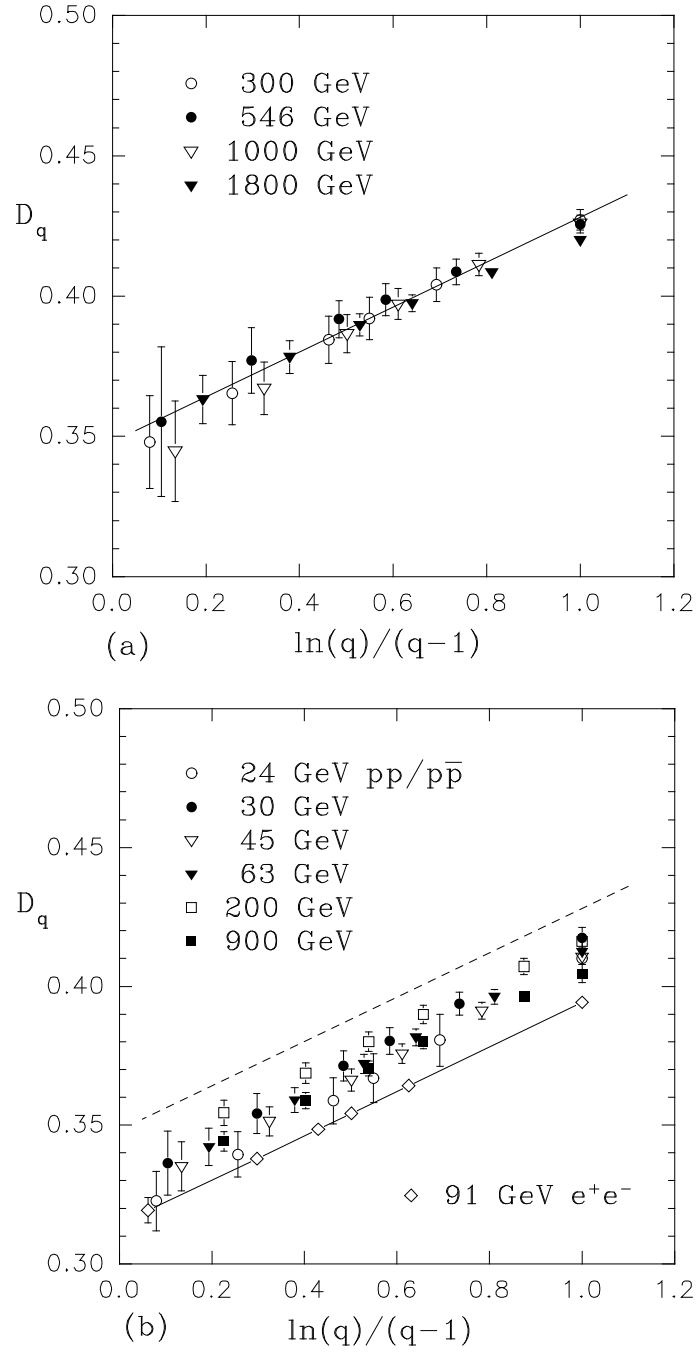 0.50
300 GeV
546 GeV
0.45
1000 GeV
1800 GeV
D_q
0.40
0.35
0.30
0.0 0.2 0.4 0.6 0.8 1.0 1.2
(a) ln(q)/(q−1)
0.50
24 GeV pp/pp̅
30 GeV
0.45
45 GeV
63 GeV
D_q
200 GeV
900 GeV
0.40
0.35
91 GeV e⁺e⁻
0.30
0.0 0.2 0.4 0.6 0.8 1.0 1.2
(b) ln(q)/(q−1)